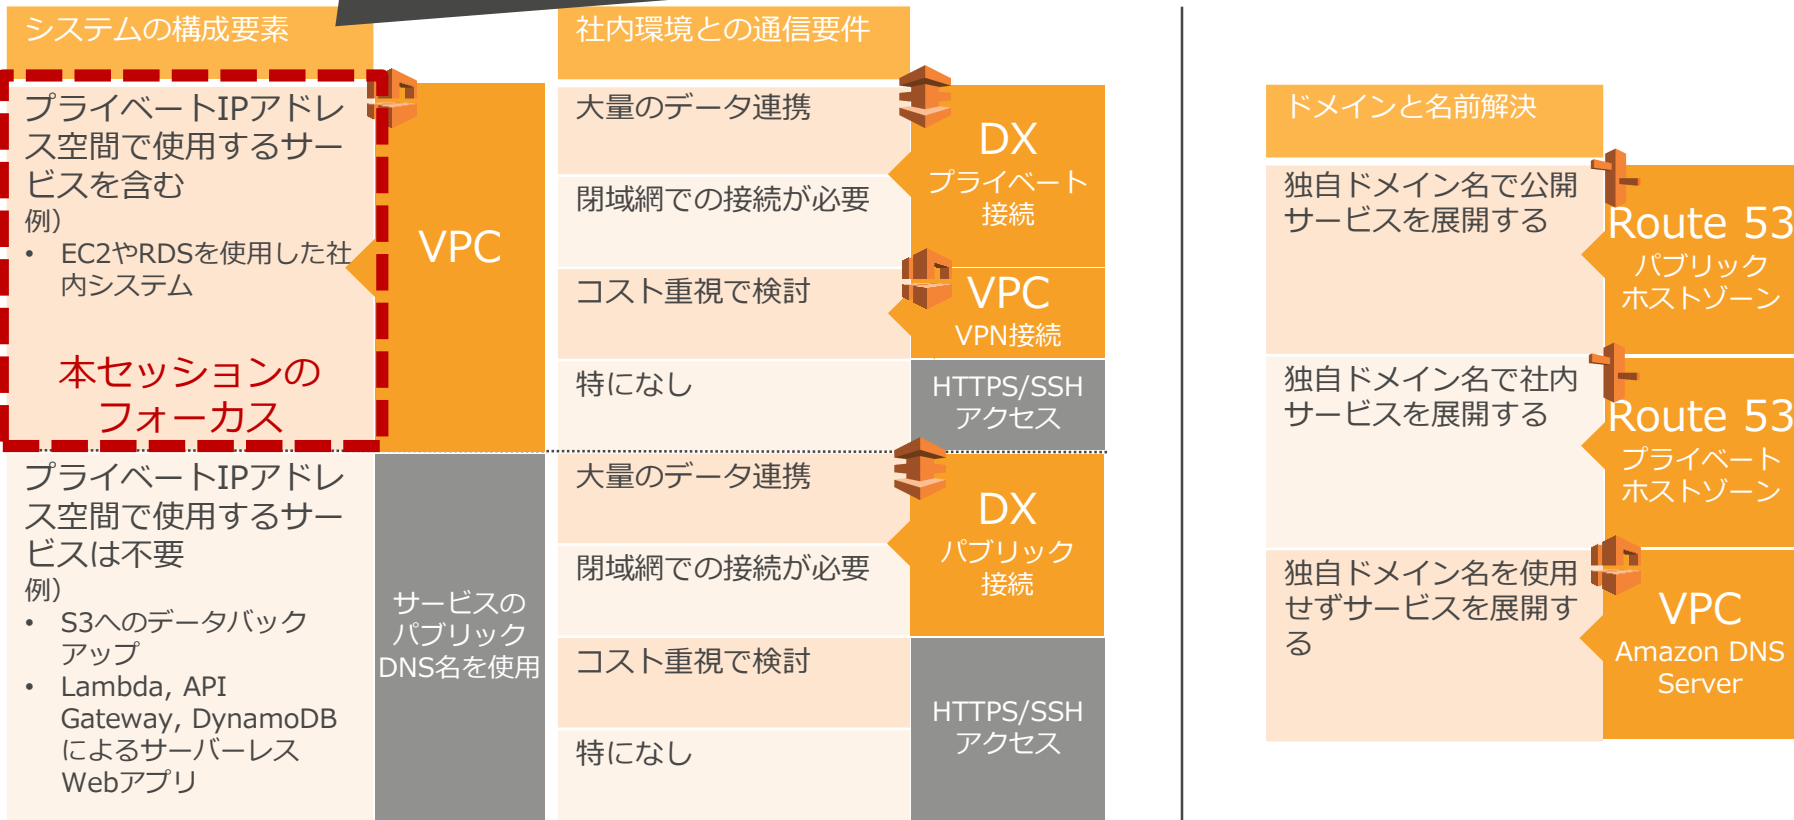 システムの構成要素
プライベートIPアドレ
ス空間で使用するサー
ビスを含む
例）
• EC2やRDSを使用した社
内システム
本セッションの
フォーカス
VPC
プライベートIPアドレ
ス空間で使用するサー
ビスは不要
例）
• S3へのデータバック
アップ
• Lambda, API
Gateway, DynamoDB
によるサーバーレス
Webアプリ
サービスの
パブリック
DNS名を使用
社内環境との通信要件
大量のデータ連携
閉域網での接続が必要
DX
プライベート
接続
コスト重視で検討
VPC
VPN接続
特になし
HTTPS/SSH
アクセス
大量のデータ連携
閉域網での接続が必要
DX
パブリック
接続
コスト重視で検討
特になし
HTTPS/SSH
アクセス
ドメインと名前解決
独自ドメイン名で公開
サービスを展開する
Route 53
パブリック
ホストゾーン
独自ドメイン名で社内
サービスを展開する
Route 53
プライベート
ホストゾーン
独自ドメイン名を使用
せずサービスを展開す
る
VPC
Amazon DNS
Server